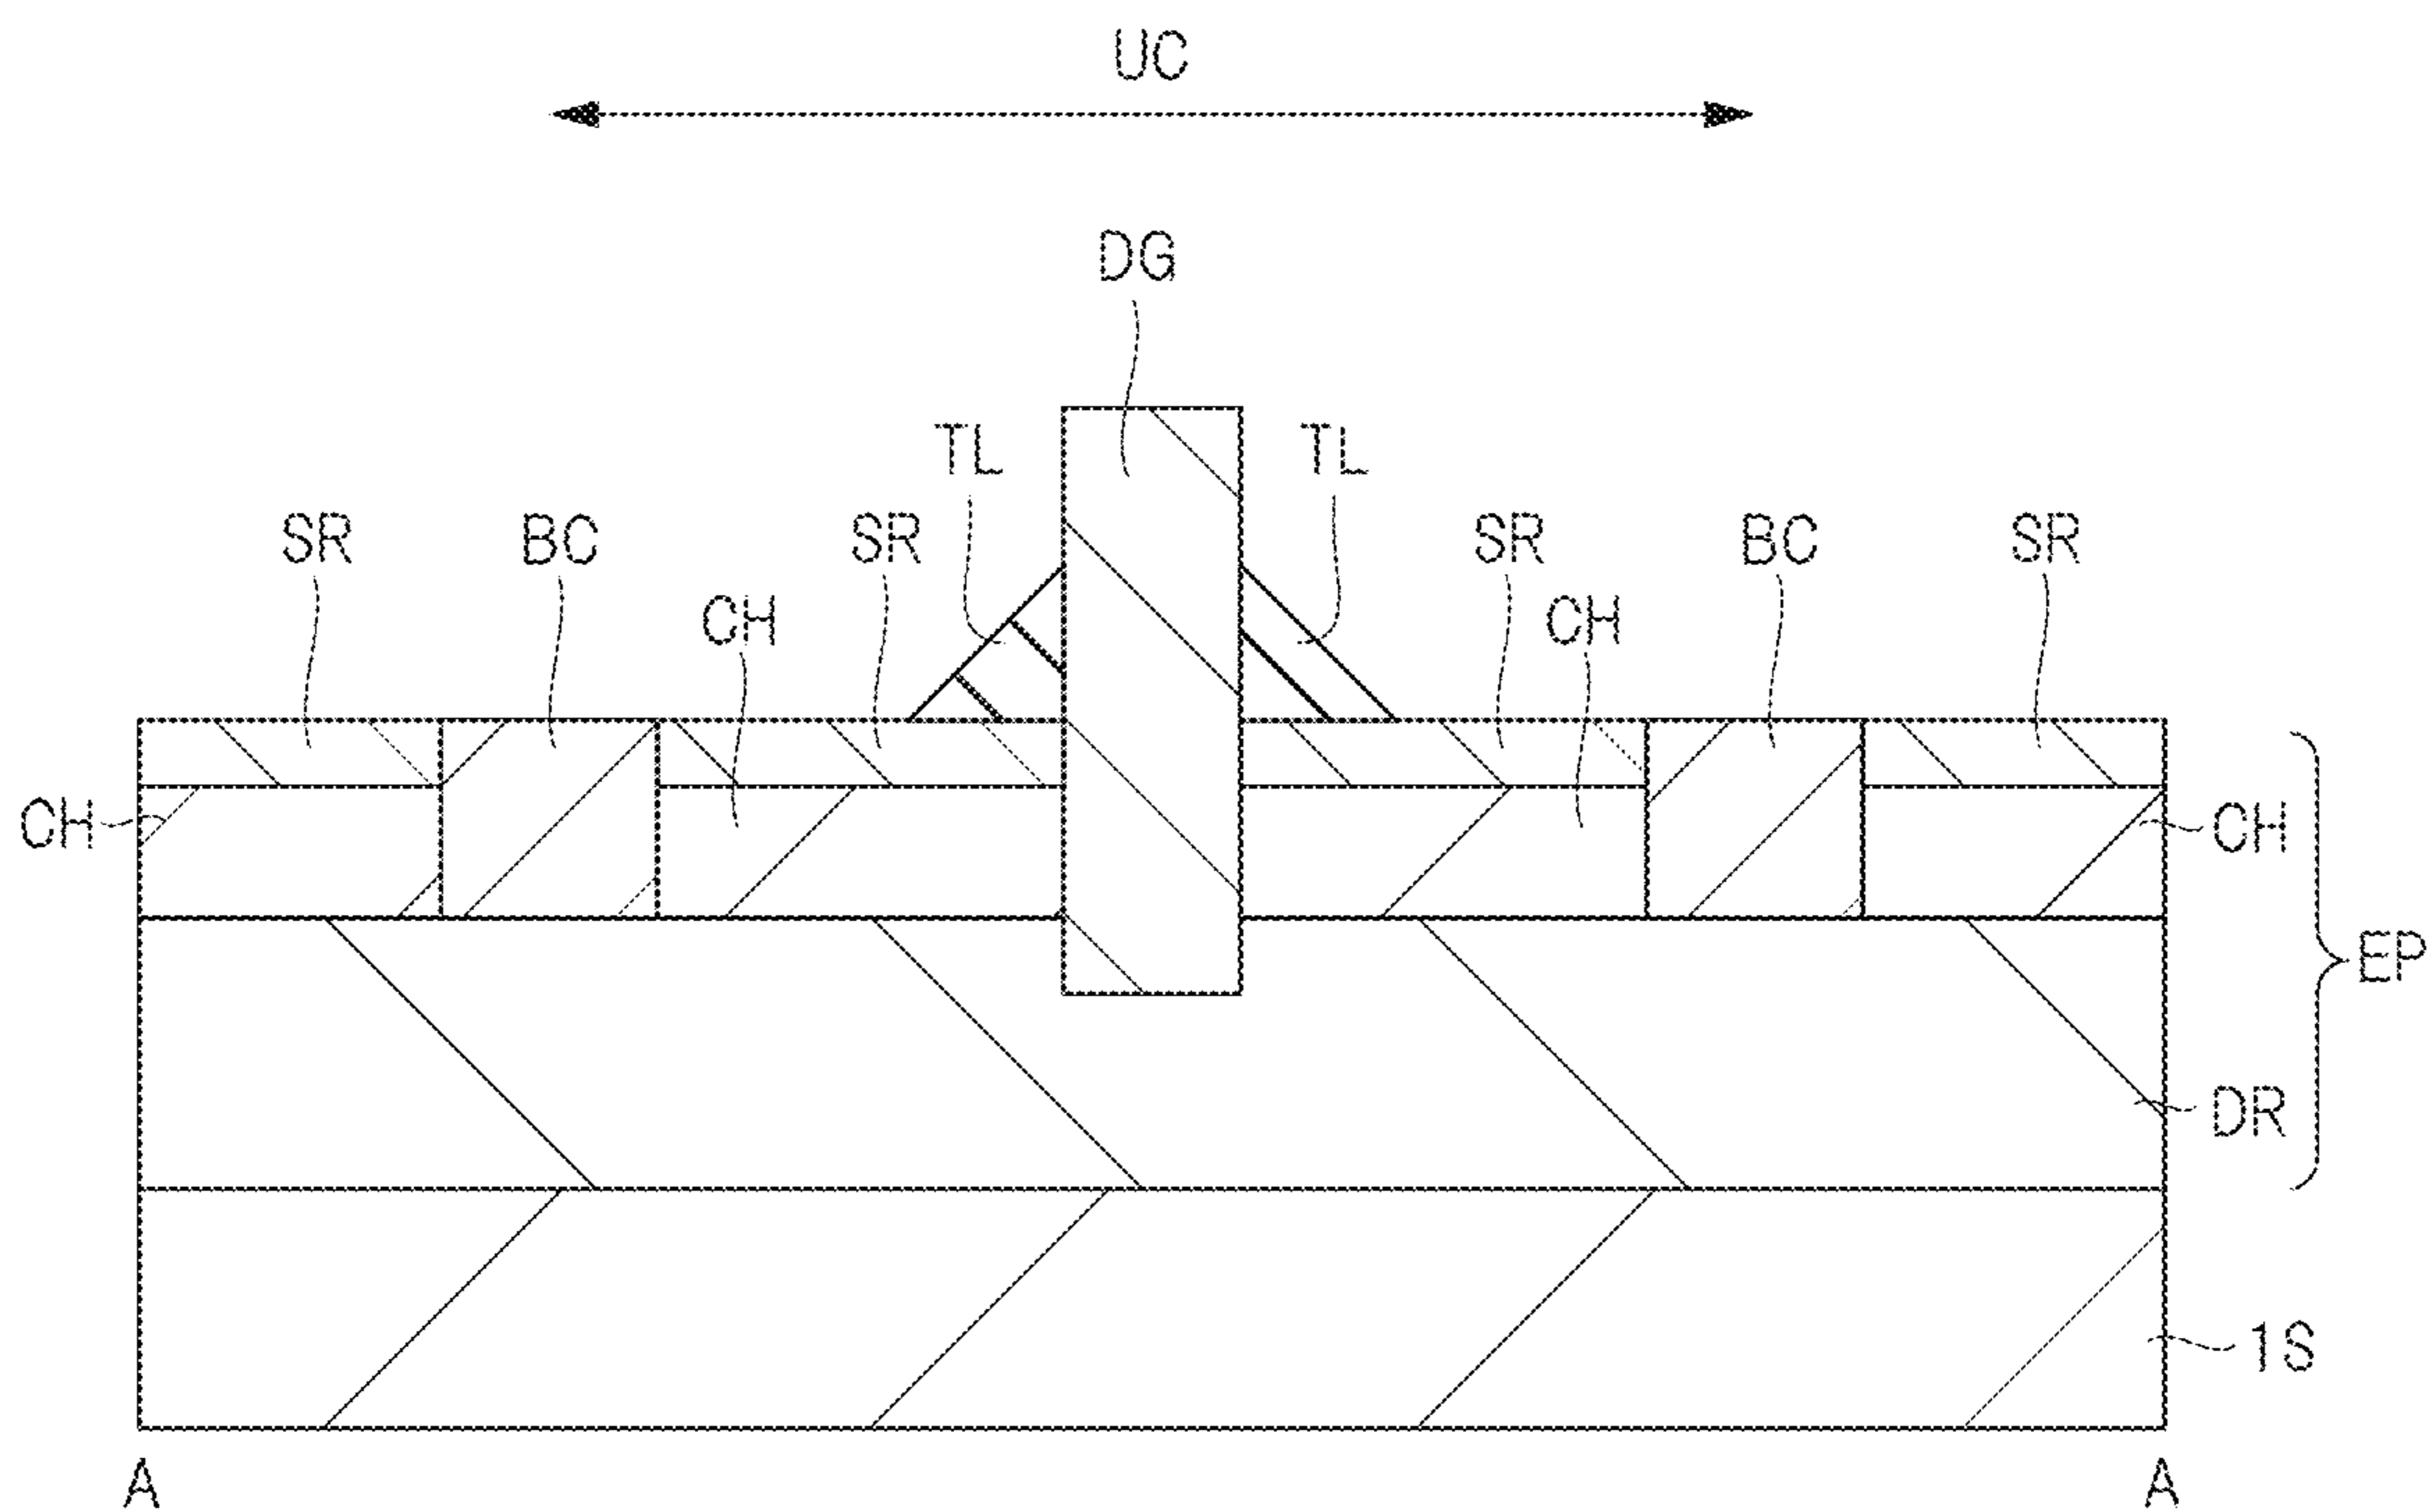 UC
DG
TL TL
SR BC SR SR BC SR
CH CH
CH CH
EP
DR
1S
A A